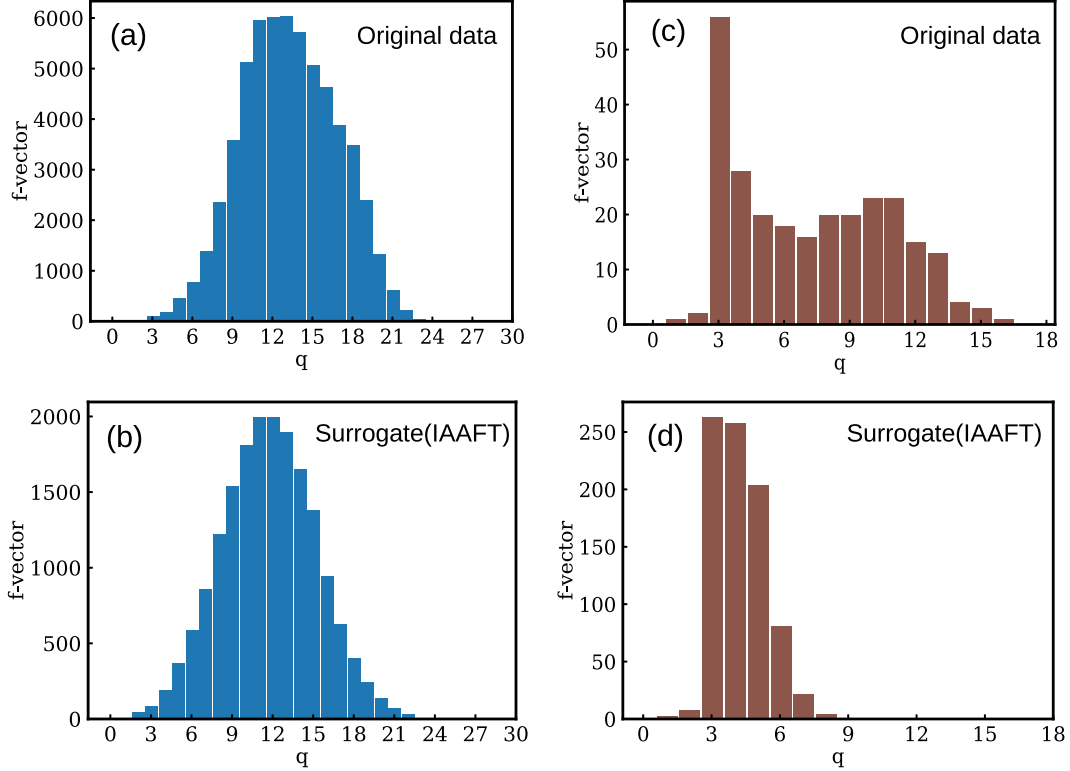 (a)
Original data
f-vector
6000
5000
4000
3000
2000
1000
0
0 3 6 9 12 15 18 21 24 27 30
q
(c)
Original data
f-vector
50
40
30
20
10
0
0 3 6 9 12 15 18
q
(b)
Surrogate(IAAFT)
f-vector
2000
1500
1000
500
0
0 3 6 9 12 15 18 21 24 27 30
q
(d)
Surrogate(IAAFT)
f-vector
250
200
150
100
50
0
0 3 6 9 12 15 18
q